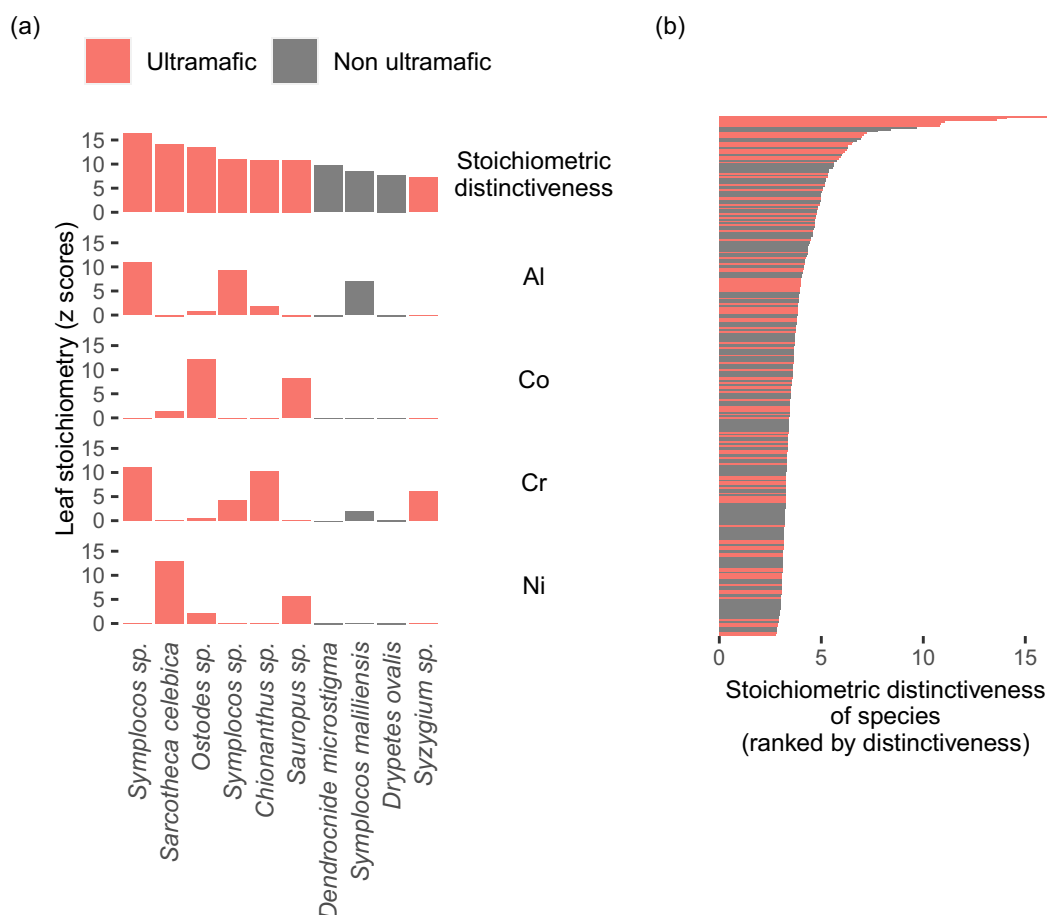 (a)
Ultramafic
Non ultramafic
Leaf stoichiometry (z scores)
15
10
5
0
Stoichiometric
distinctiveness
15
10
5
0
Al
15
10
5
0
Co
15
10
5
0
Cr
15
10
5
0
Ni
Symplocos sp.
Sarcotheca celebica
Ostodes sp.
Symplocos sp.
Chionanthus sp.
Sauropus sp.
Dendrocnide microstigma
Symplocos maliliensis
Drypetes ovalis
Syzygium sp.
(b)
0 5 10 15
Stoichiometric distinctiveness
of species
(ranked by distinctiveness)